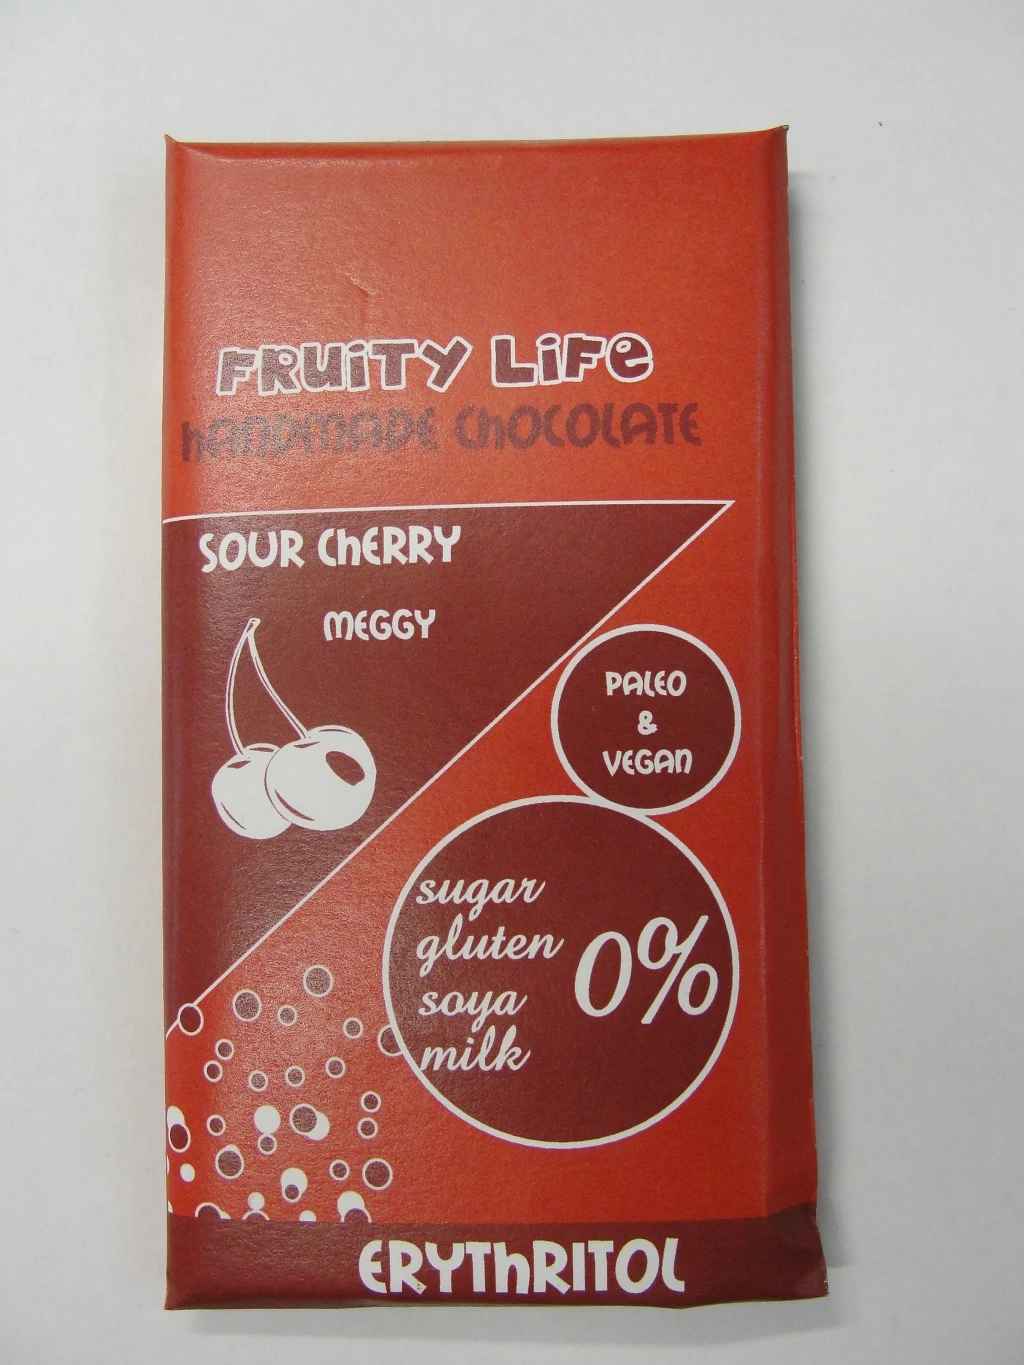 FRUiTY LiFe
hANDMADE ChOCOLATE
SOUR ChERRY
MEGGY
PALEO
&
VEGAN
sugar
gluten
soya
milk
0%
ERYThRITOL